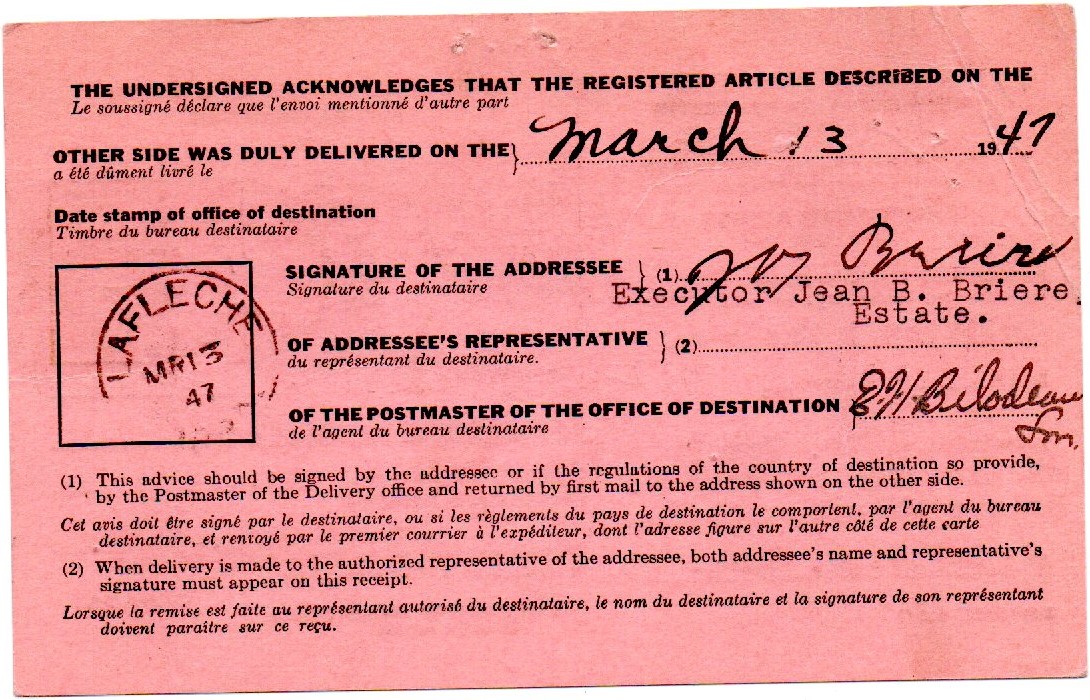 THE UNDERSIGNED ACKNOWLEDGES THAT THE REGISTERED ARTICLE DESCRIBED ON THE
Le soussigné déclare que l'envoi mentionné d'autre part
OTHER SIDE WAS DULY DELIVERED ON THE} March 13 1947
a été dûment livré le
Date stamp of office of destination
Timbre du bureau destinataire
LAFLECHE
MR 13
47
SIGNATURE OF THE ADDRESSEE } (1)
Signature du destinataire
Executor Jean B. Briere,
Estate.
OF ADDRESSEE'S REPRESENTATIVE } (2)
du représentant du destinataire.
OF THE POSTMASTER OF THE OFFICE OF DESTINATION } E.H Bilodeau
de l'agent du bureau destinataire
(1) This advice should be signed by the addressee or if the regulations of the country of destination so provide,
by the Postmaster of the Delivery office and returned by first mail to the address shown on the other side.
Cet avis doit être signé par le destinataire, ou si les règlements du pays de destination le comportent, par l'agent du bureau
destinataire, et renvoyé par le premier courrier à l'expéditeur, dont l'adresse figure sur l'autre côté de cette carte
(2) When delivery is made to the authorized representative of the addressee, both addressee's name and representative's
signature must appear on this receipt.
Lorsque la remise est faite au représentant autorisé du destinataire, le nom du destinataire et la signature de son représentant
doivent paraître sur ce reçu.